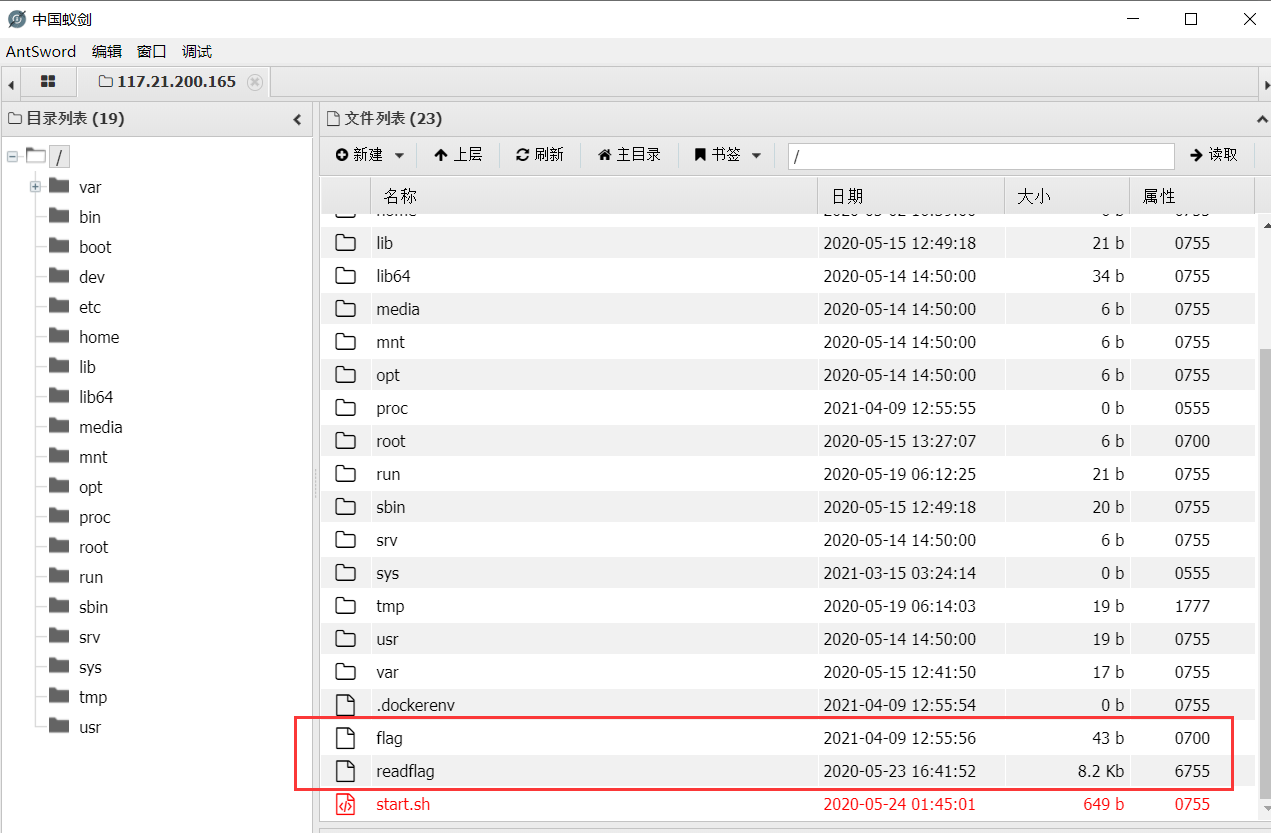 中国蚁剑
AntSword 编辑 窗口 调试
117.21.200.165
目录列表 (19)
/
var
bin
boot
dev
etc
home
lib
lib64
media
mnt
opt
proc
root
run
sbin
srv
sys
tmp
usr
文件列表 (23)
新建 上层 刷新 主目录 书签 / 读取
名称 日期 大小 属性
lib 2020-05-15 12:49:18 21 b 0755
lib64 2020-05-14 14:50:00 34 b 0755
media 2020-05-14 14:50:00 6 b 0755
mnt 2020-05-14 14:50:00 6 b 0755
opt 2020-05-14 14:50:00 6 b 0755
proc 2021-04-09 12:55:55 0 b 0555
root 2020-05-15 13:27:07 6 b 0700
run 2020-05-19 06:12:25 21 b 0755
sbin 2020-05-15 12:49:18 20 b 0755
srv 2020-05-14 14:50:00 6 b 0755
sys 2021-03-15 03:24:14 0 b 0555
tmp 2020-05-19 06:14:03 19 b 1777
usr 2020-05-14 14:50:00 19 b 0755
var 2020-05-15 12:41:50 17 b 0755
.dockerenv 2021-04-09 12:55:54 0 b 0755
flag 2021-04-09 12:55:56 43 b 0700
readflag 2020-05-23 16:41:52 8.2 Kb 6755
start.sh 2020-05-24 01:45:01 649 b 0755